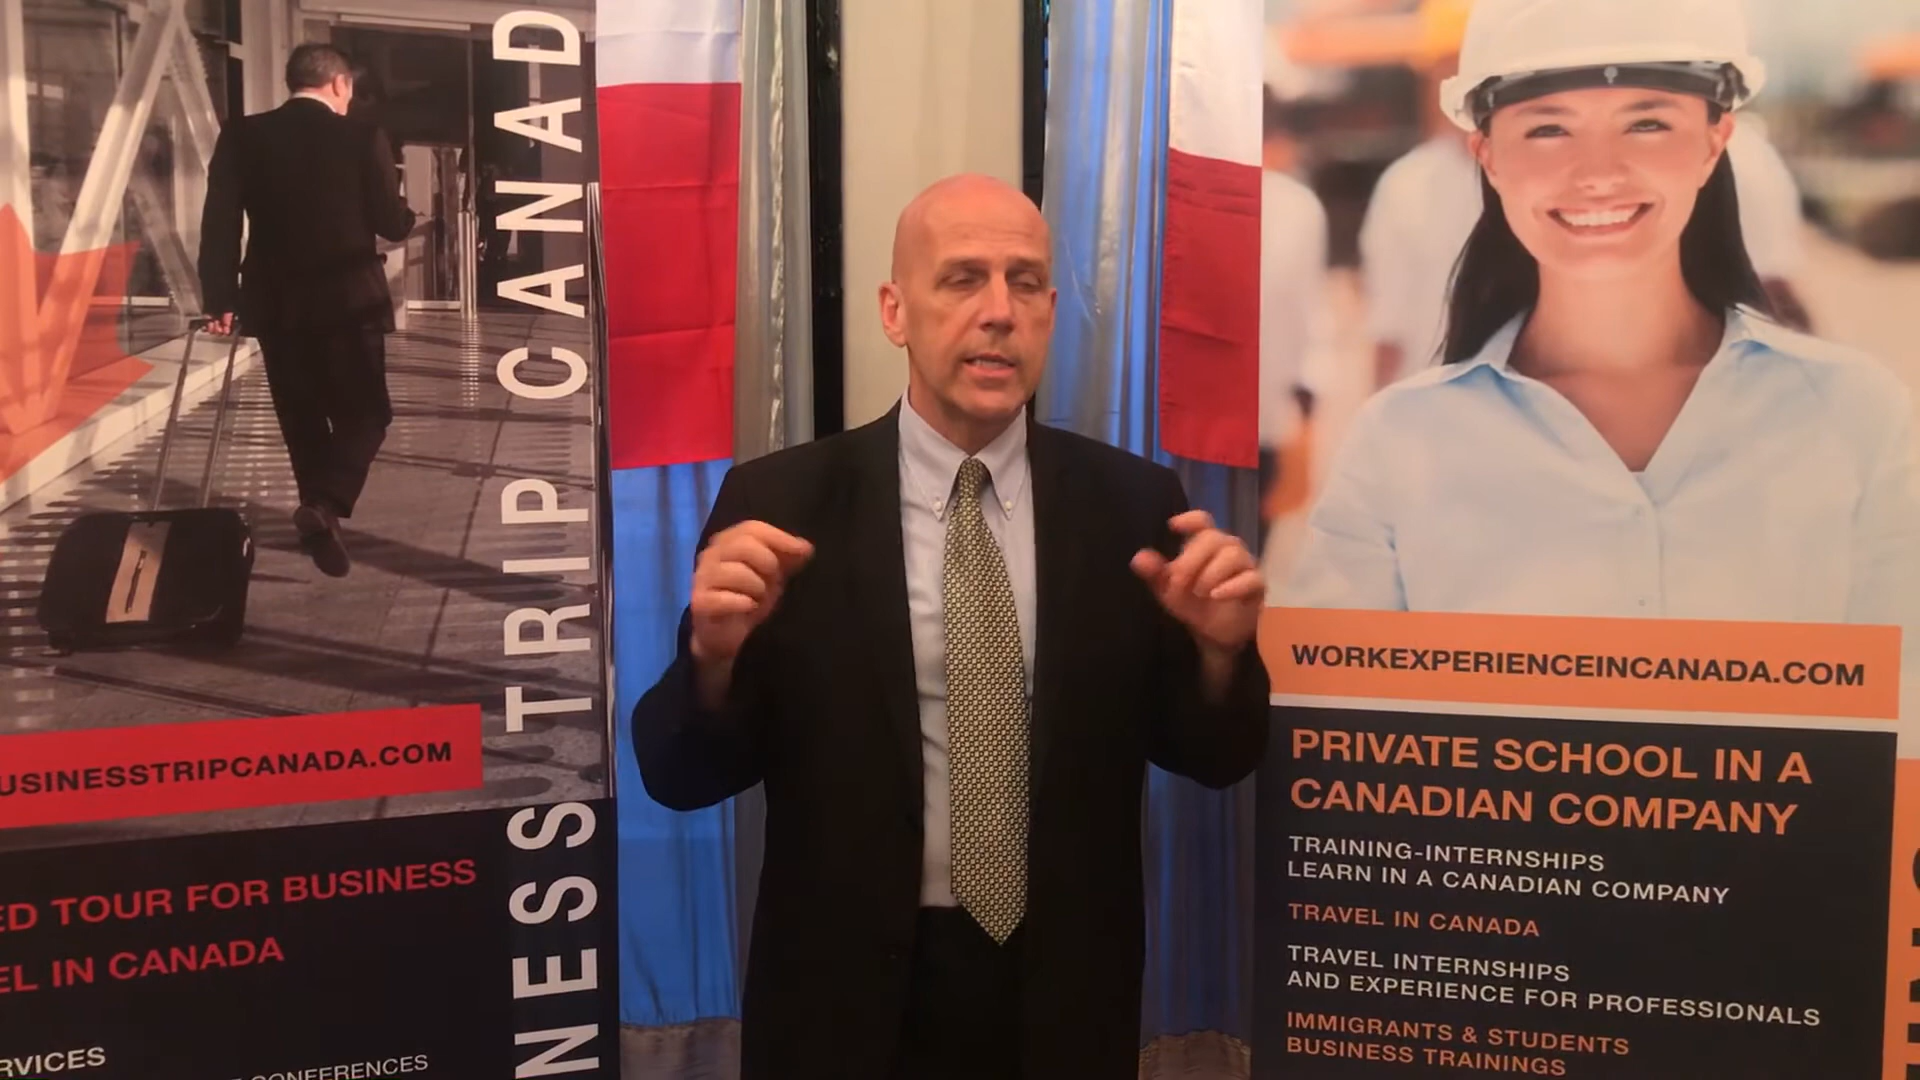 NESS TRIP CANAD
USINESSTRIPCANADA.COM
ED TOUR FOR BUSINESS
EL IN CANADA
RVICES
CONFERENCES
WORKEXPERIENCEINCANADA.COM
PRIVATE SCHOOL IN A
CANADIAN COMPANY
TRAINING-INTERNSHIPS
LEARN IN A CANADIAN COMPANY
TRAVEL IN CANADA
TRAVEL INTERNSHIPS
AND EXPERIENCE FOR PROFESSIONALS
IMMIGRANTS & STUDENTS
BUSINESS TRAININGS